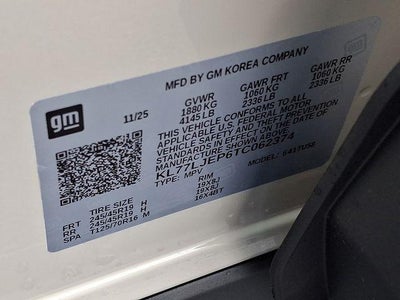 gm
MFD BY GM KOREA COMPANY
11/25
GVWR GAWR FRT GAWR RR
1880 KG 1060 KG 1060 KG
4145 LB 2336 LB 2336 LB
THIS VEHICLE CONFORMS TO ALL
APPLICABLE U.S. FEDERAL MOTOR
VEHICLE SAFETY AND THEFT PREVENTION
STANDARDS IN EFFECT ON THE DATE OF
MANUFACTURE SHOWN ABOVE.
KL77LJEP6TC062374
TYPE: MPV MODEL:
TIRE SIZE RIM
FRT 245/45R19 H 19X8J
RR 245/45R19 H 19X8J
SPA T125/70R16 M 16X4BT